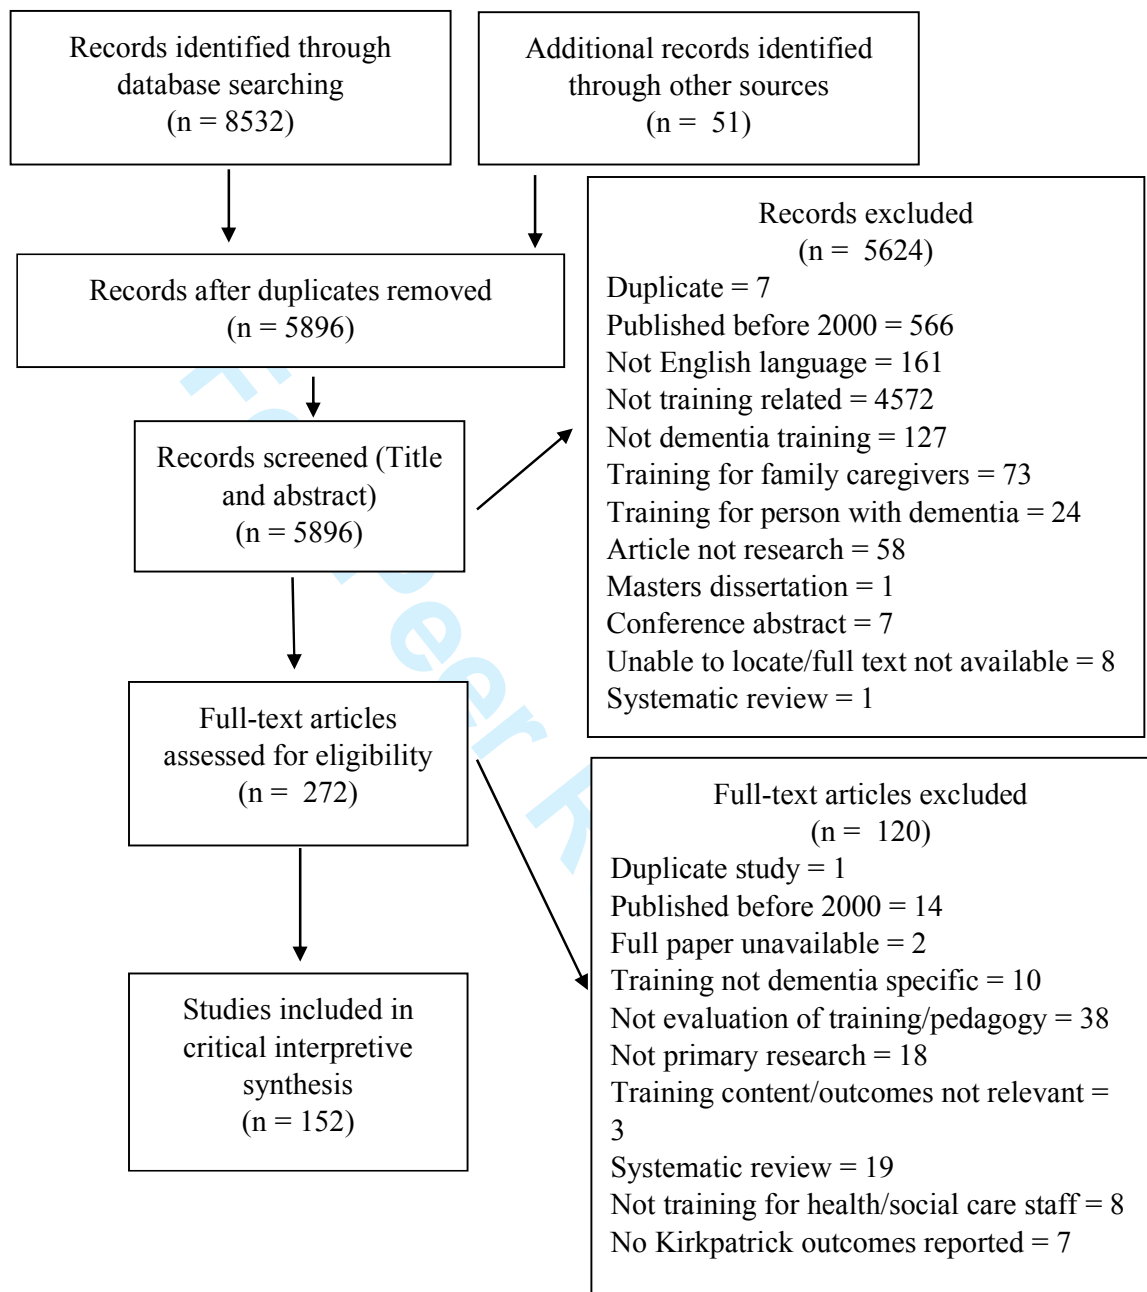 Records identified through
database searching
(n = 8532)
Additional records identified
through other sources
(n =  51)
Records after duplicates removed
(n = 5896)
Records screened (Title
and abstract)
(n = 5896)
Records excluded
(n =  5624)
Duplicate = 7
Published before 2000 = 566
Not English language = 161
Not training related = 4572
Not dementia training = 127
Training for family caregivers = 73
Training for person with dementia = 24
Article not research = 58
Masters dissertation = 1
Conference abstract = 7
Unable to locate/full text not available = 8
Systematic review = 1
Full-text articles
assessed for eligibility
(n =  272)
Full-text articles excluded
(n =  120)
Duplicate study = 1
Published before 2000 = 14
Full paper unavailable = 2
Training not dementia specific = 10
Not evaluation of training/pedagogy = 38
Not primary research = 18
Training content/outcomes not relevant =
3
Systematic review = 19
Not training for health/social care staff = 8
No Kirkpatrick outcomes reported = 7
Studies included in
critical interpretive
synthesis
(n = 152)
Peer